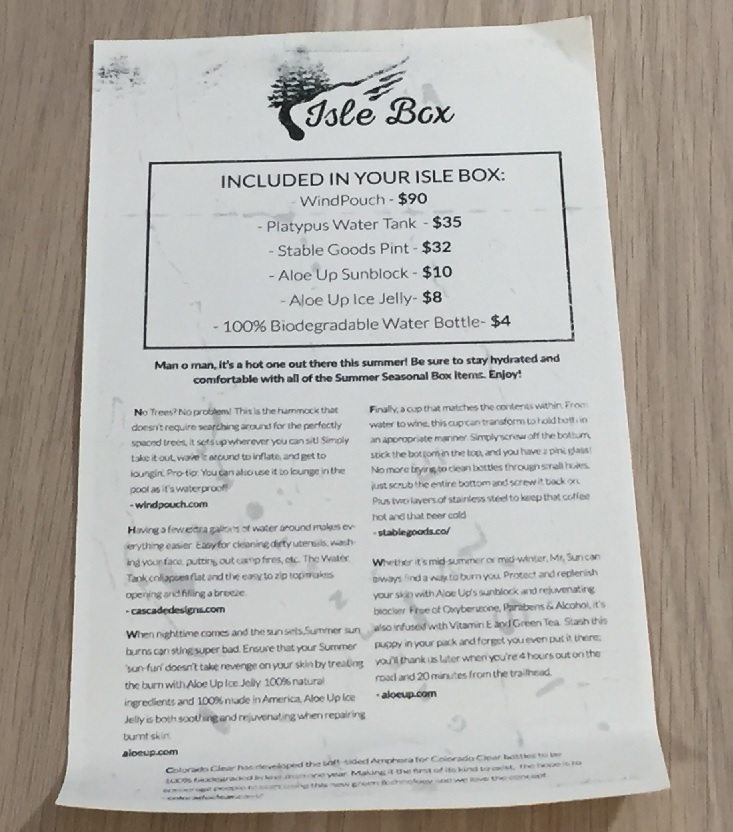 Isle Box
INCLUDED IN YOUR ISLE BOX:
- WindPouch - $90
- Platypus Water Tank - $35
- Stable Goods Pint - $32
- Aloe Up Sunblock - $10
- Aloe Up Ice Jelly- $8
- 100% Biodegradable Water Bottle- $4
Man o man, it's a hot one out there this summer! Be sure to stay hydrated and
comfortable with all of the Summer Seasonal Box items. Enjoy!
No Trees? No problem! This is the hammock that
doesn't require searching around for the perfectly
spaced trees, it sets up wherever you can sit! Simply
take it out, wave it around to inflate, and get to
loungin. Pro-tip: You can also use it to lounge in the
pool as it's waterproof!
- windpouch.com
Having a few extra gallons of water around makes ev-
erything easier. Easy for cleaning dirty utensils, wash-
ing your face, putting out camp fires, etc. The Water
Tank collapses flat and the easy to zip top makes
opening and filling a breeze.
- cascadedesigns.com
When nighttime comes and the sun sets, Summer sun
burns can sting super bad. Ensure that your Summer
'sun-fun' doesn't take revenge on your skin by treating
the burn with Aloe Up Ice Jelly. 100% natural
ingredients and 100% made in America, Aloe Up Ice
Jelly is both soothing and rejuvenating when repairing
burnt skin.
aloeup.com
Finally, a cup that matches the contents within. From
water to wine, this cup can transform to hold both in
an appropriate manner. Simply screw off the bottom,
stick the bottom in the top, and you have a pint glass!
No more trying to clean bottles through small holes,
just scrub the entire bottom and screw it back on.
Plus two layers of stainless steel to keep that coffee
hot and that beer cold.
- stablegoods.co/
Whether it's mid-summer or mid-winter, Mr. Sun can
always find a way to burn you. Protect and replenish
your skin with Aloe Up's sunblock and rejuvenating
blocker. Free of Oxybenzone, Parabens & Alcohol, it's
also infused with Vitamin E and Green Tea. Stash this
puppy in your pack and forget you even put it there;
you'll thank us later when you're 4 hours out on the
road and 20 minutes from the trailhead.
- aloeup.com
Colorado Clear has developed the soft-sided Amphora for Colorado Clear bottles to be
100% biodegraded in less than one year. Making it the first of its kind to exist, the hope is to
encourage people to start using this new green technology and we love the concept.